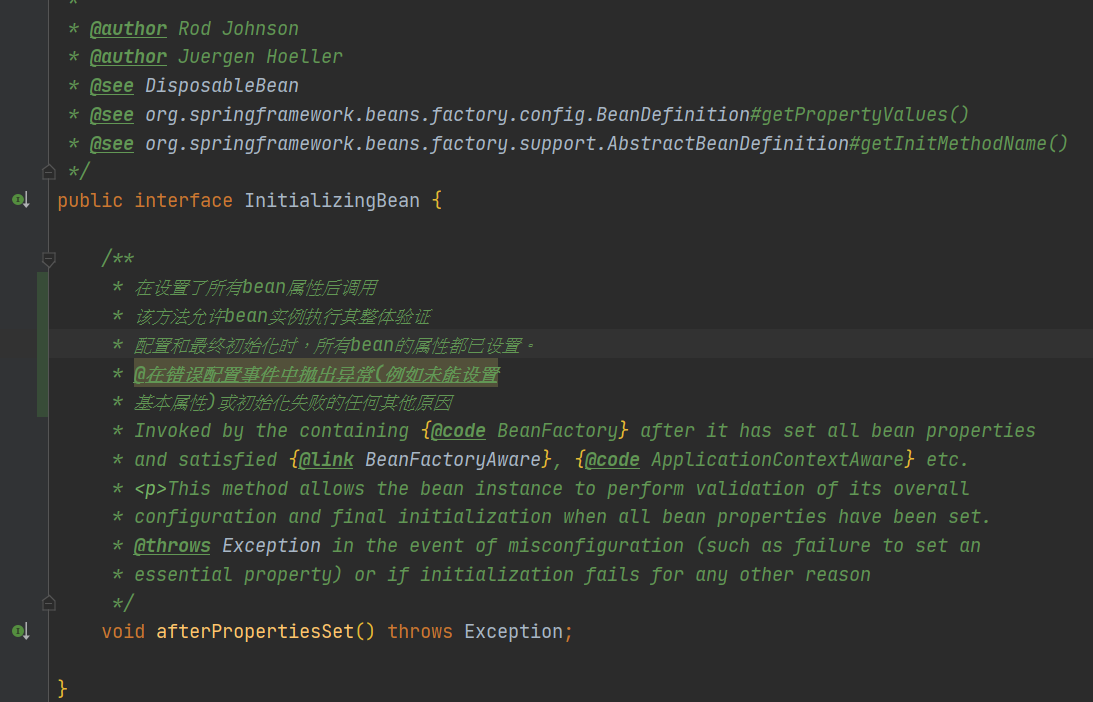 *
* @author Rod Johnson
* @author Juergen Hoeller
* @see DisposableBean
* @see org.springframework.beans.factory.config.BeanDefinition#getPropertyValues()
* @see org.springframework.beans.factory.support.AbstractBeanDefinition#getInitMethodName()
*/
public interface InitializingBean {
/**
* 在设置了所有bean属性后调用
* 该方法允许bean实例执行其整体验证
* 配置和最终初始化时，所有bean的属性都已设置。
* @在错误配置事件中抛出异常(例如未能设置
* 基本属性)或初始化失败的任何其他原因
* Invoked by the containing {@code BeanFactory} after it has set all bean properties
* and satisfied {@link BeanFactoryAware}, {@code ApplicationContextAware} etc.
* <p>This method allows the bean instance to perform validation of its overall
* configuration and final initialization when all bean properties have been set.
* @throws Exception in the event of misconfiguration (such as failure to set an
* essential property) or if initialization fails for any other reason
*/
void afterPropertiesSet() throws Exception;
}